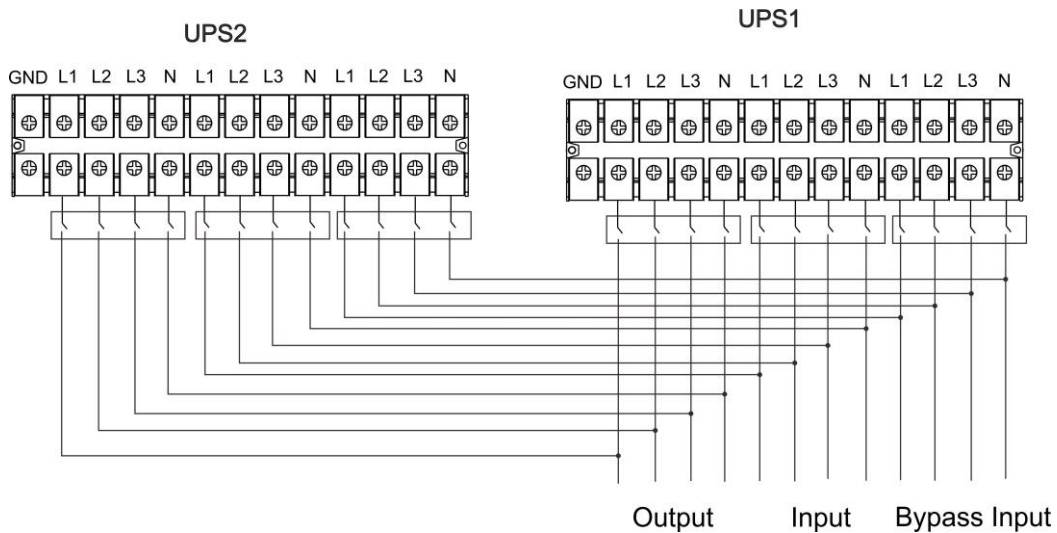 UPS2
UPS1
GND L1 L2 L3 N L1 L2 L3 N L1 L2 L3 N
GND L1 L2 L3 N L1 L2 L3 N L1 L2 L3 N
Output Input Bypass Input